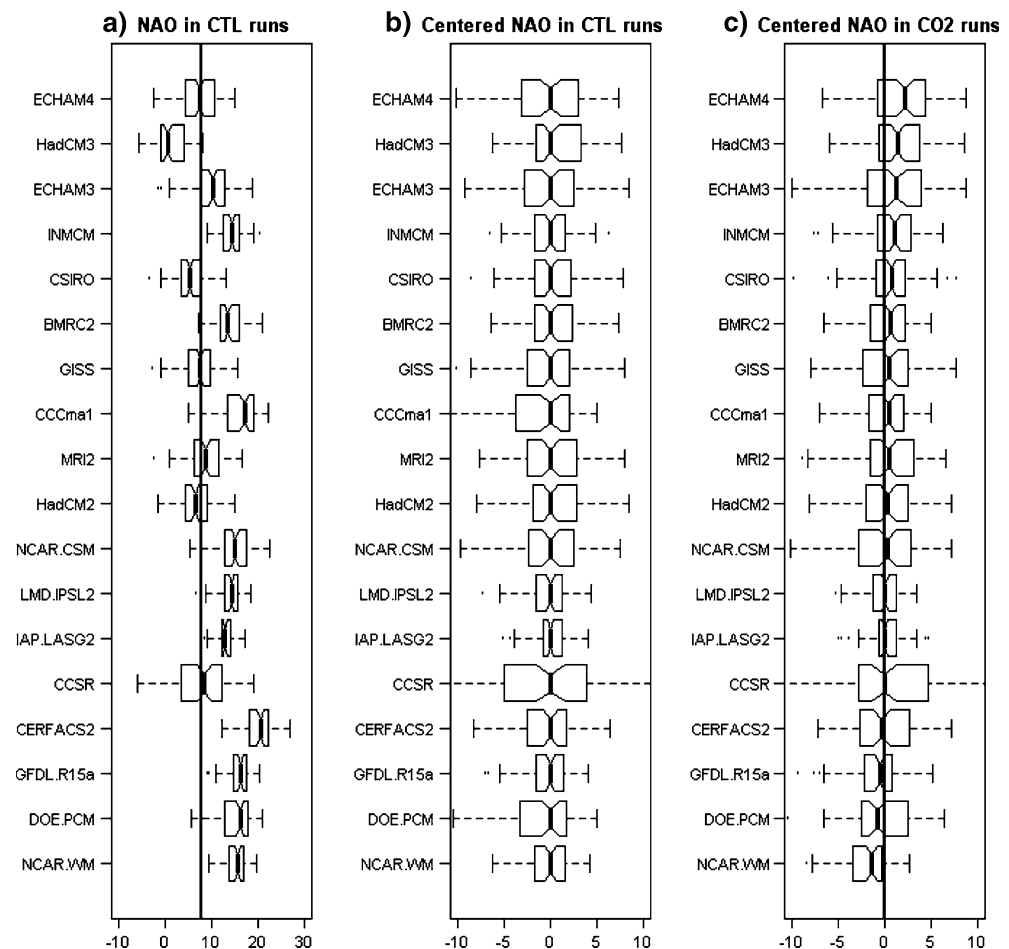 a) NAO in CTL runs
ECHAM4
HadCM3
ECHAM3
INMCM
CSIRO
BMRC2
GISS
CCCma1
MRI2
HadCM2
NCAR.CSM
LMD.IPSL2
IAP.LASG2
CCSR
CERFACS2
GFDL.R15a
DOE.PCM
NCAR.WM
-10 0 10 20 30
b) Centered NAO in CTL runs
ECHAM4
HadCM3
ECHAM3
INMCM
CSIRO
BMRC2
GISS
CCCma1
MRI2
HadCM2
NCAR.CSM
LMD.IPSL2
IAP.LASG2
CCSR
CERFACS2
GFDL.R15a
DOE.PCM
NCAR.WM
-10 -5 0 5 10
c) Centered NAO in CO2 runs
ECHAM4
HadCM3
ECHAM3
INMCM
CSIRO
BMRC2
GISS
CCCma1
MRI2
HadCM2
NCAR.CSM
LMD.IPSL2
IAP.LASG2
CCSR
CERFACS2
GFDL.R15a
DOE.PCM
NCAR.WM
-10 -5 0 5 10